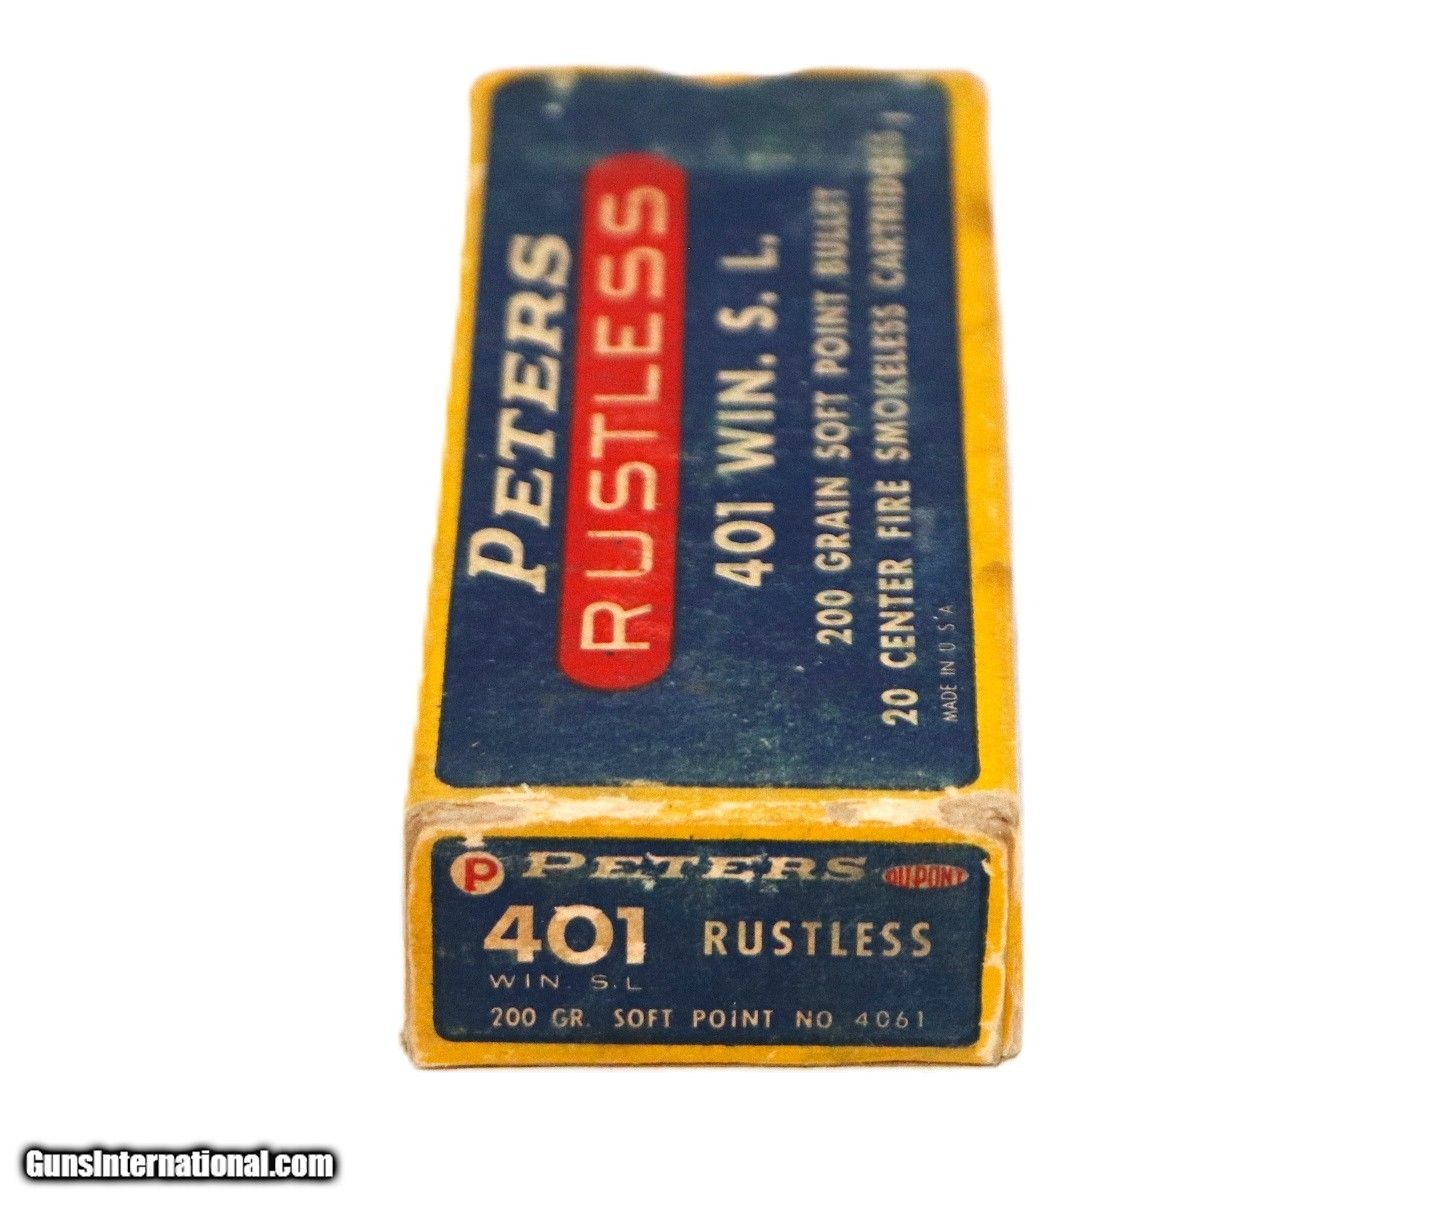 PETERS
RUSTLESS
401 WIN. S. L.
200 GRAIN SOFT POINT BULLET
20 CENTER FIRE SMOKELESS CARTRIDGES
MADE IN U.S.A
P PETERS DUPONT
401 RUSTLESS
WIN. S.L
200 GR. SOFT POINT NO 4061
GunsInternational.com